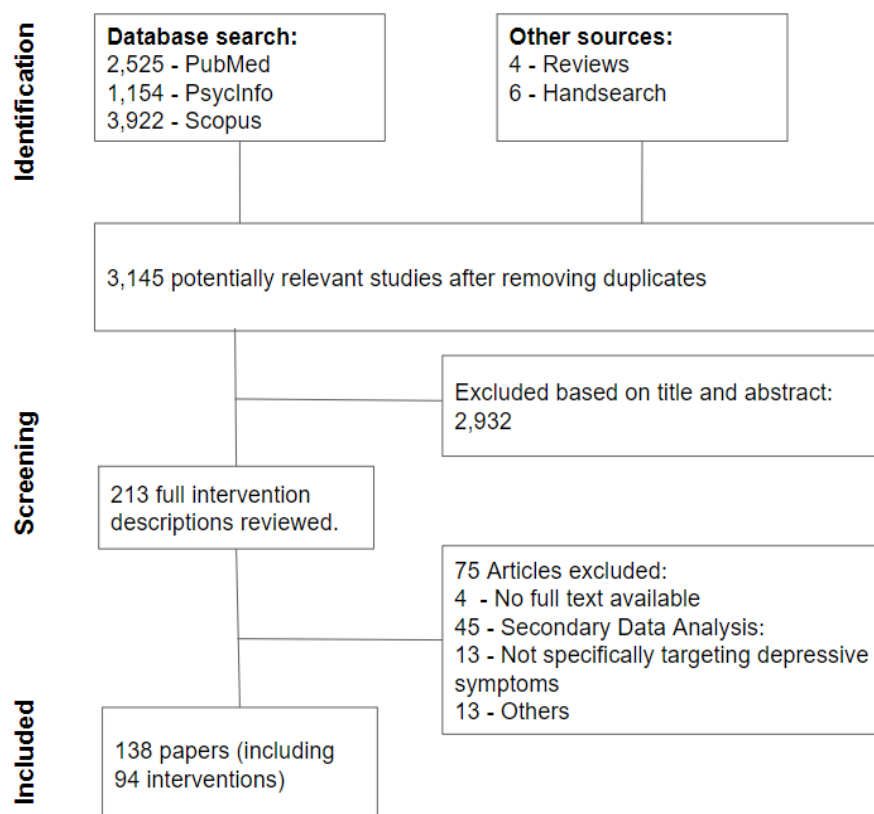 Identification
Database search:
2,525 - PubMed
1,154 - PsycInfo
3,922 - Scopus
Other sources:
4 - Reviews
6 - Handsearch
3,145 potentially relevant studies after removing duplicates
Screening
Excluded based on title and abstract:
2,932
213 full intervention
descriptions reviewed.
75 Articles excluded:
4 - No full text available
45 - Secondary Data Analysis:
13 - Not specifically targeting depressive
symptoms
13 - Others
Included
138 papers (including
94 interventions)